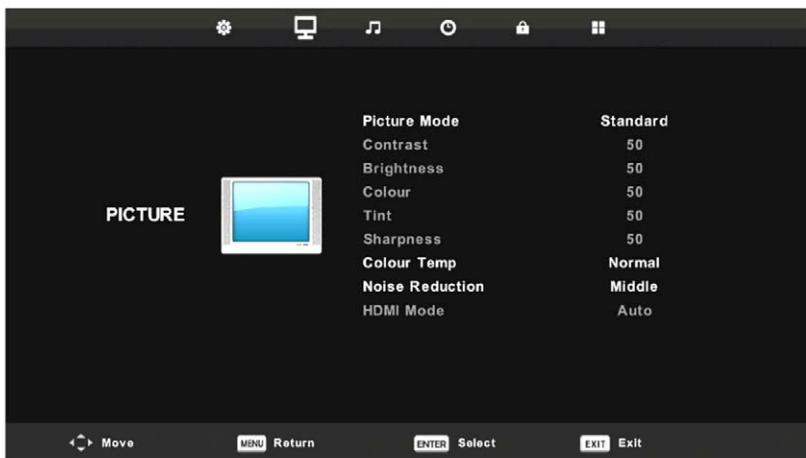 Picture Mode Standard
Contrast 50
Brightness 50
Colour 50
PICTURE
Tint 50
Sharpness 50
Colour Temp Normal
Noise Reduction Middle
HDMI Mode Auto
Move MENU Return ENTER Select EXIT Exit